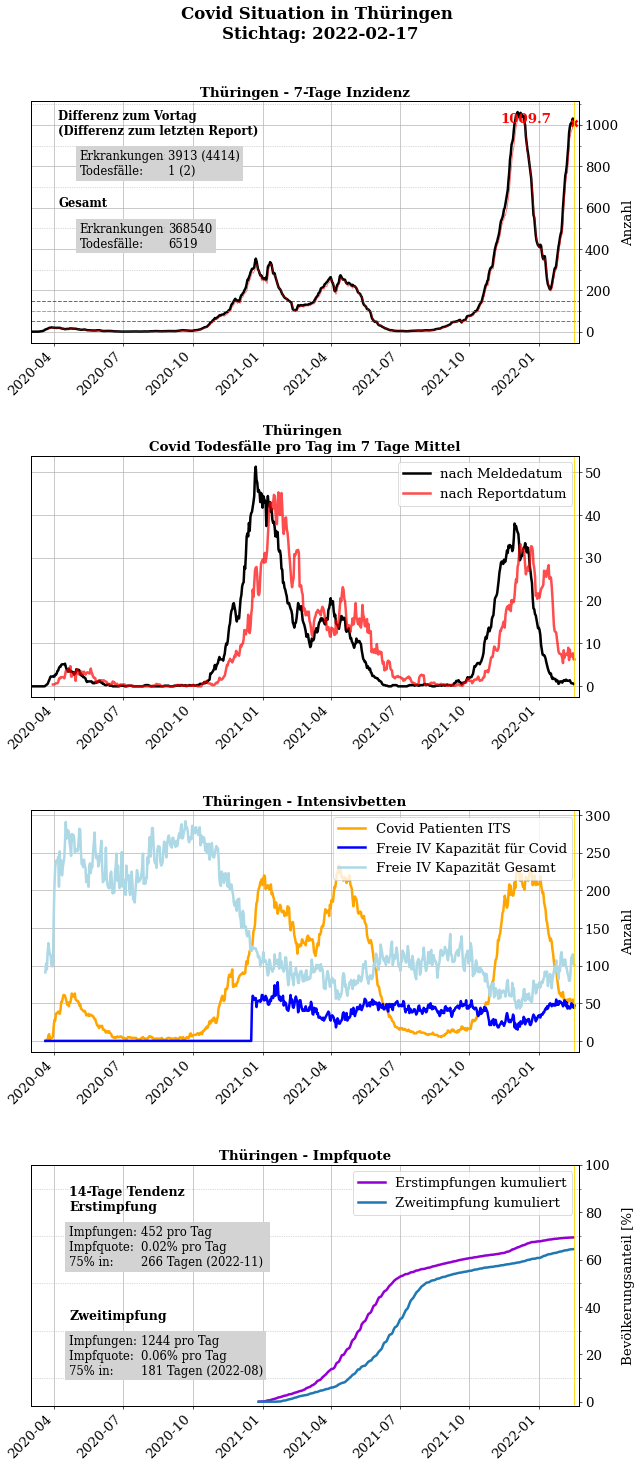 Covid Situation in Thüringen
Stichtag: 2022-02-17
Thüringen - 7-Tage Inzidenz
Differenz zum Vortag
(Differenz zum letzten Report)
Erkrankungen 3913 (4414)
Todesfälle: 1 (2)
Gesamt
Erkrankungen 368540
Todesfälle: 6519
1009.7
1000
800
600
400
200
0
Anzahl
2020-04
2020-07
2020-10
2021-01
2021-04
2021-07
2021-10
2022-01
Thüringen
Covid Todesfälle pro Tag im 7 Tage Mittel
nach Meldedatum
nach Reportdatum
50
40
30
20
10
0
2020-04
2020-07
2020-10
2021-01
2021-04
2021-07
2021-10
2022-01
Thüringen - Intensivbetten
Covid Patienten ITS
Freie IV Kapazität für Covid
Freie IV Kapazität Gesamt
300
250
200
150
100
50
0
Anzahl
2020-04
2020-07
2020-10
2021-01
2021-04
2021-07
2021-10
2022-01
Thüringen - Impfquote
14-Tage Tendenz
Erstimpfung
Impfungen: 452 pro Tag
Impfquote: 0.02% pro Tag
75% in: 266 Tagen (2022-11)
Zweitimpfung
Impfungen: 1244 pro Tag
Impfquote: 0.06% pro Tag
75% in: 181 Tagen (2022-08)
Erstimpfungen kumuliert
Zweitimpfung kumuliert
100
80
60
40
20
0
Bevölkerungsanteil [%]
2020-04
2020-07
2020-10
2021-01
2021-04
2021-07
2021-10
2022-01